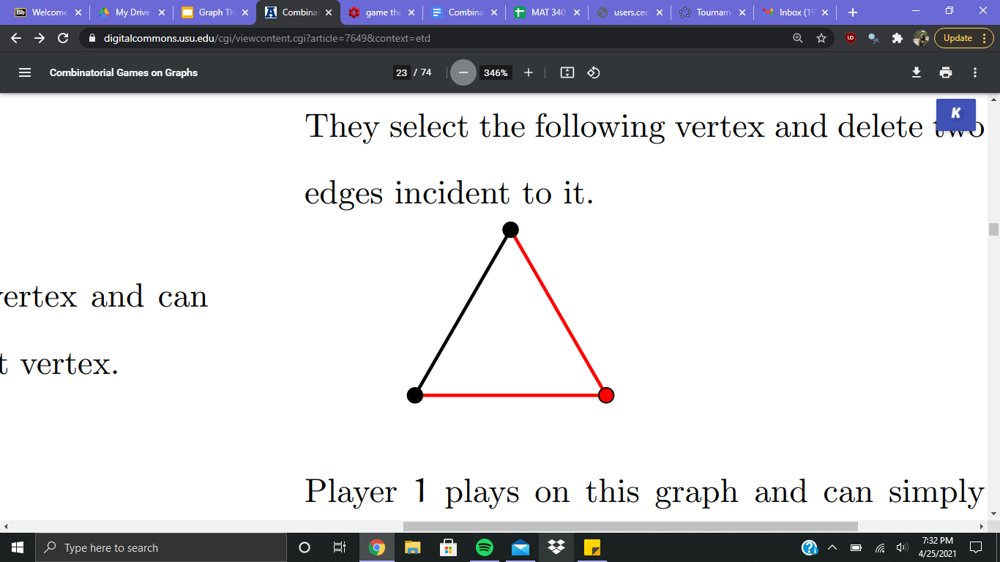 Bb Welcome
My Drive
Graph Th
Combina
game the
Combina
MAT 340
users.cec
Tournam
Inbox (19
digitalcommons.usu.edu/cgi/viewcontent.cgi?article=7649&context=etd
Update
Combinatorial Games on Graphs
23 / 74
346%
K
They select the following vertex and delete two
edges incident to it.
vertex and can
t vertex.
Player 1 plays on this graph and can simply
Type here to search
7:32 PM
4/25/2021